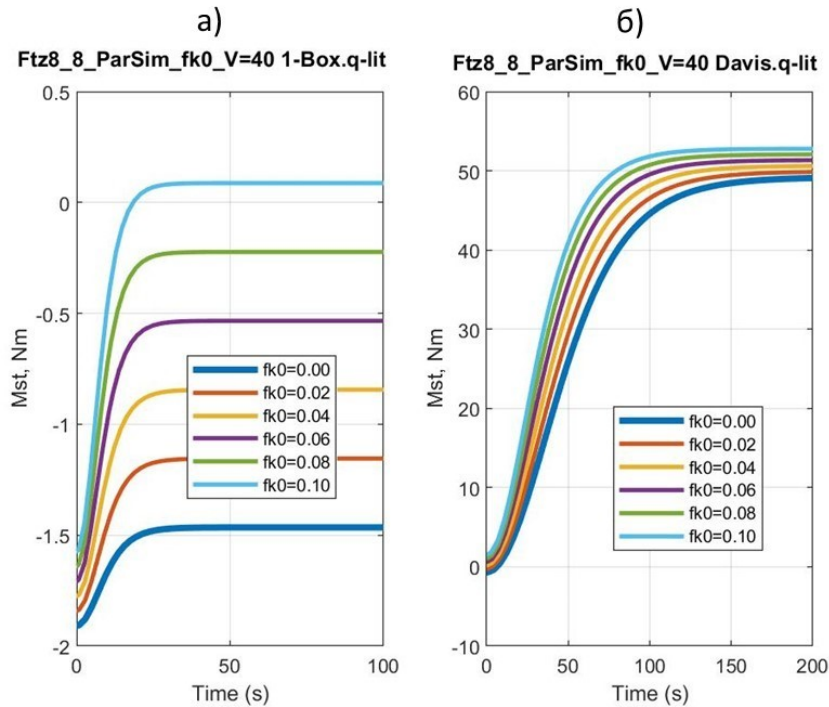 а)
Ftz8_8_ParSim_fk0_V=40 1-Box.q-lit
0.5
0
-0.5
-1
-1.5
-2
Mst, Nm
fk0=0.00
fk0=0.02
fk0=0.04
fk0=0.06
fk0=0.08
fk0=0.10
0
50
100
Time (s)
б)
Ftz8_8_ParSim_fk0_V=40 Davis.q-lit
60
50
40
30
20
10
0
-10
Mst, Nm
fk0=0.00
fk0=0.02
fk0=0.04
fk0=0.06
fk0=0.08
fk0=0.10
0
50
100
150
200
Time (s)